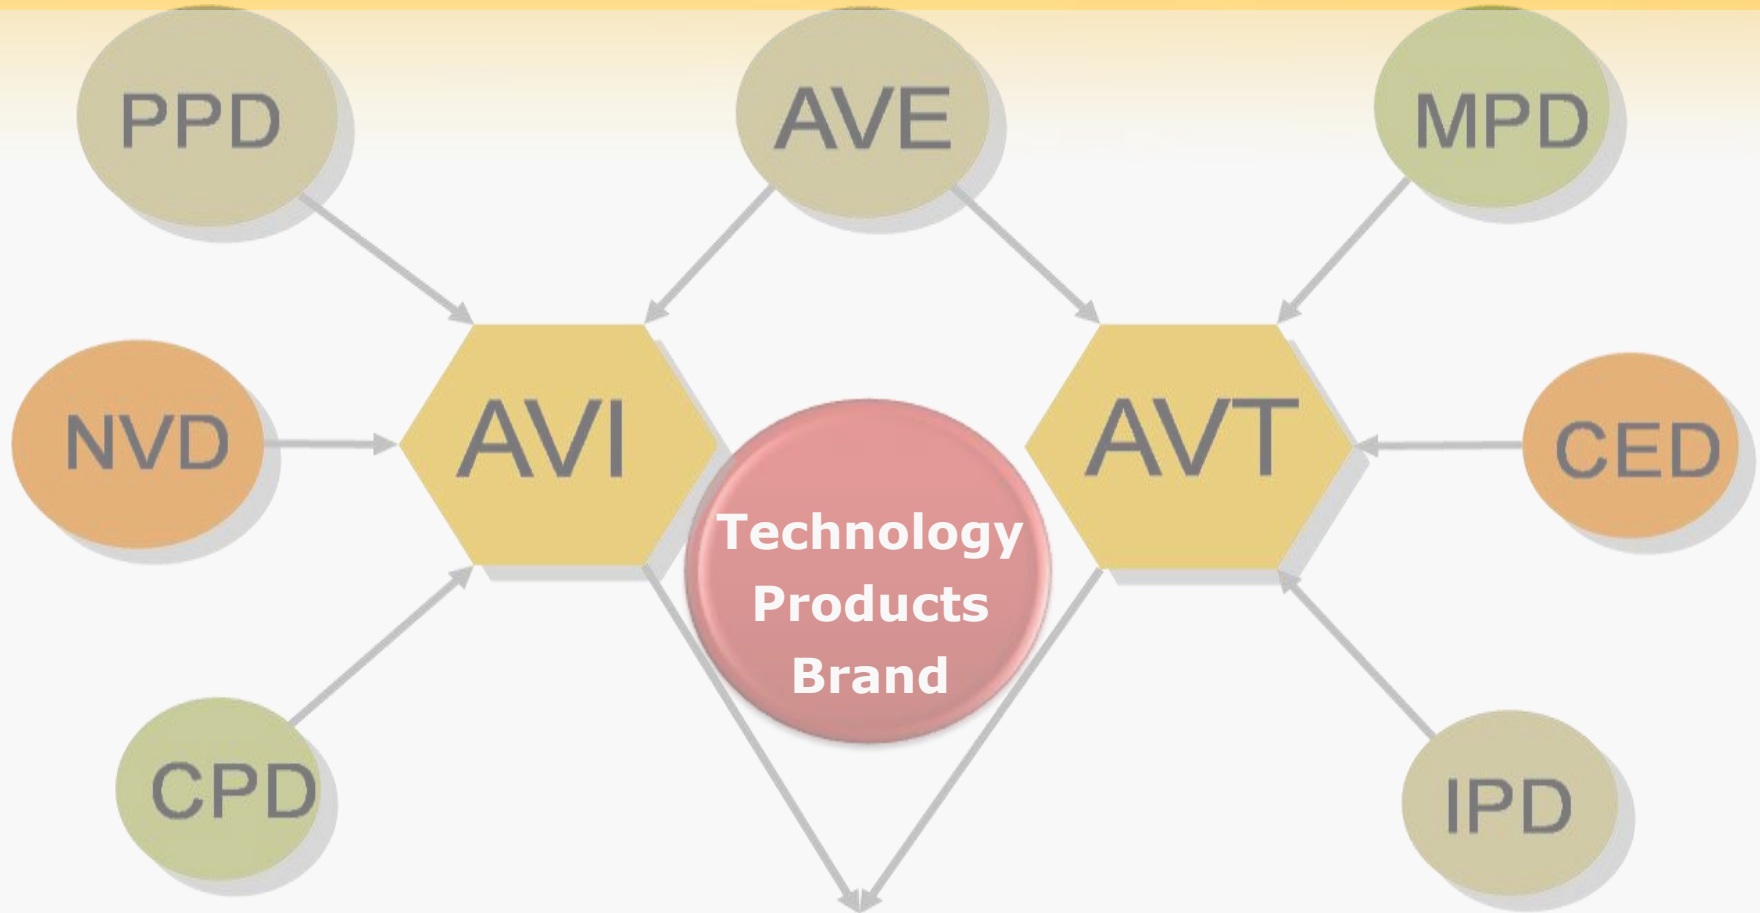 PPD
AVE
MPD
NVD
AVI
AVT
CED
Technology
Products
Brand
CPD
IPD